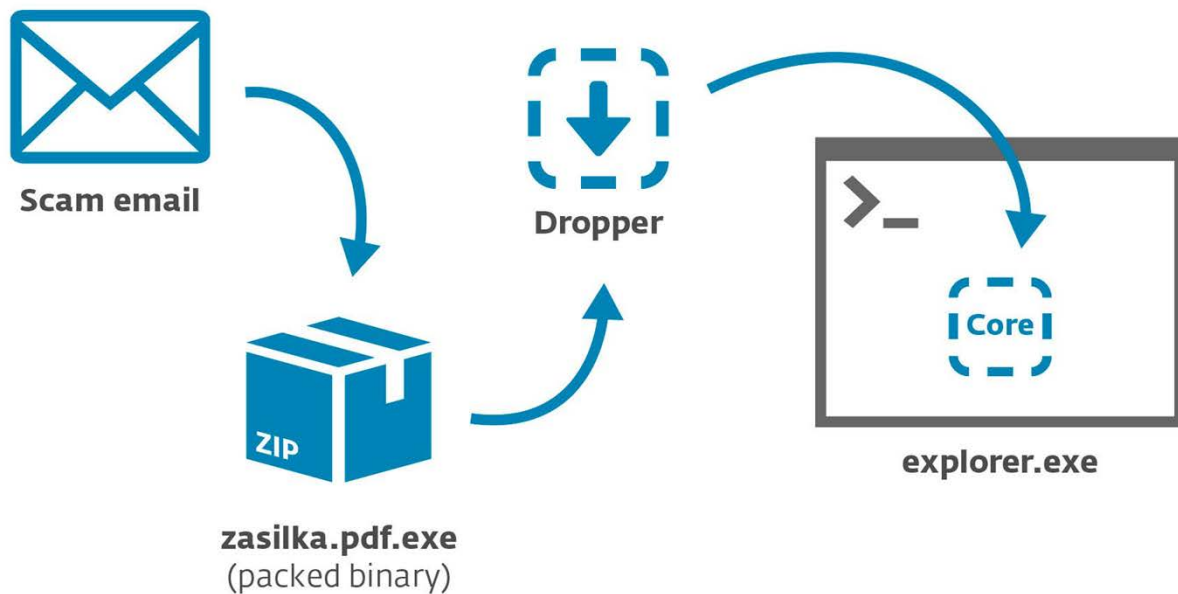 Scam email
ZIP
zasilka.pdf.exe
(packed binary)
Dropper
>_
Core
explorer.exe